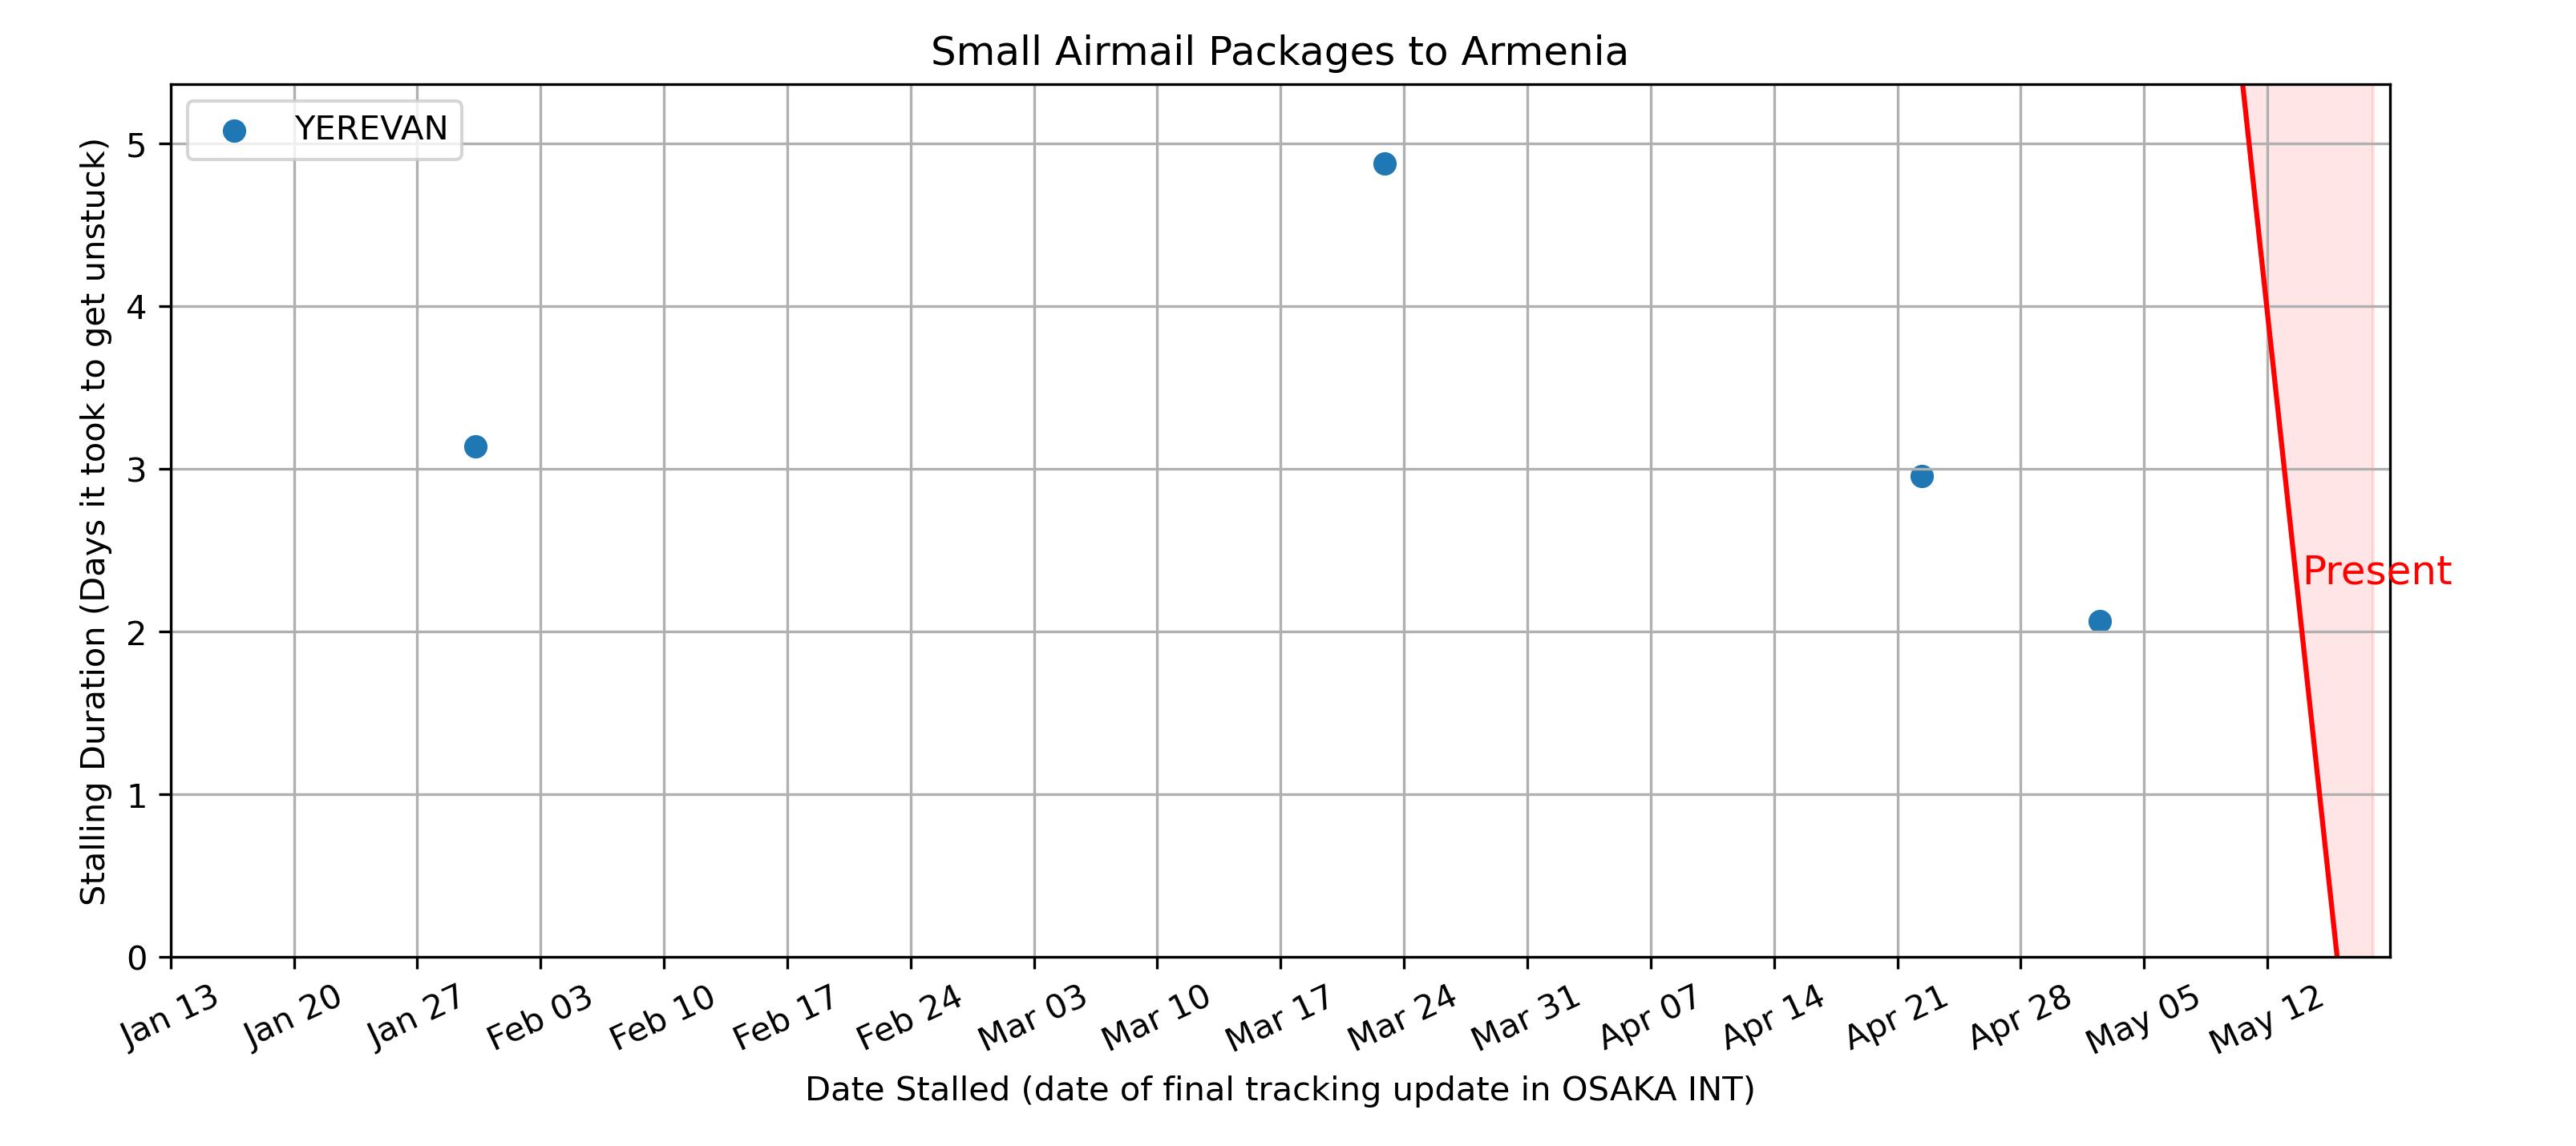 Small Airmail Packages to Armenia
YEREVAN
Stalling Duration (Days it took to get unstuck)
5
4
3
2
1
0
Present
Jan 13
Jan 20
Jan 27
Feb 03
Feb 10
Feb 17
Feb 24
Mar 03
Mar 10
Mar 17
Mar 24
Mar 31
Apr 07
Apr 14
Apr 21
Apr 28
May 05
May 12
Date Stalled (date of final tracking update in OSAKA INT)